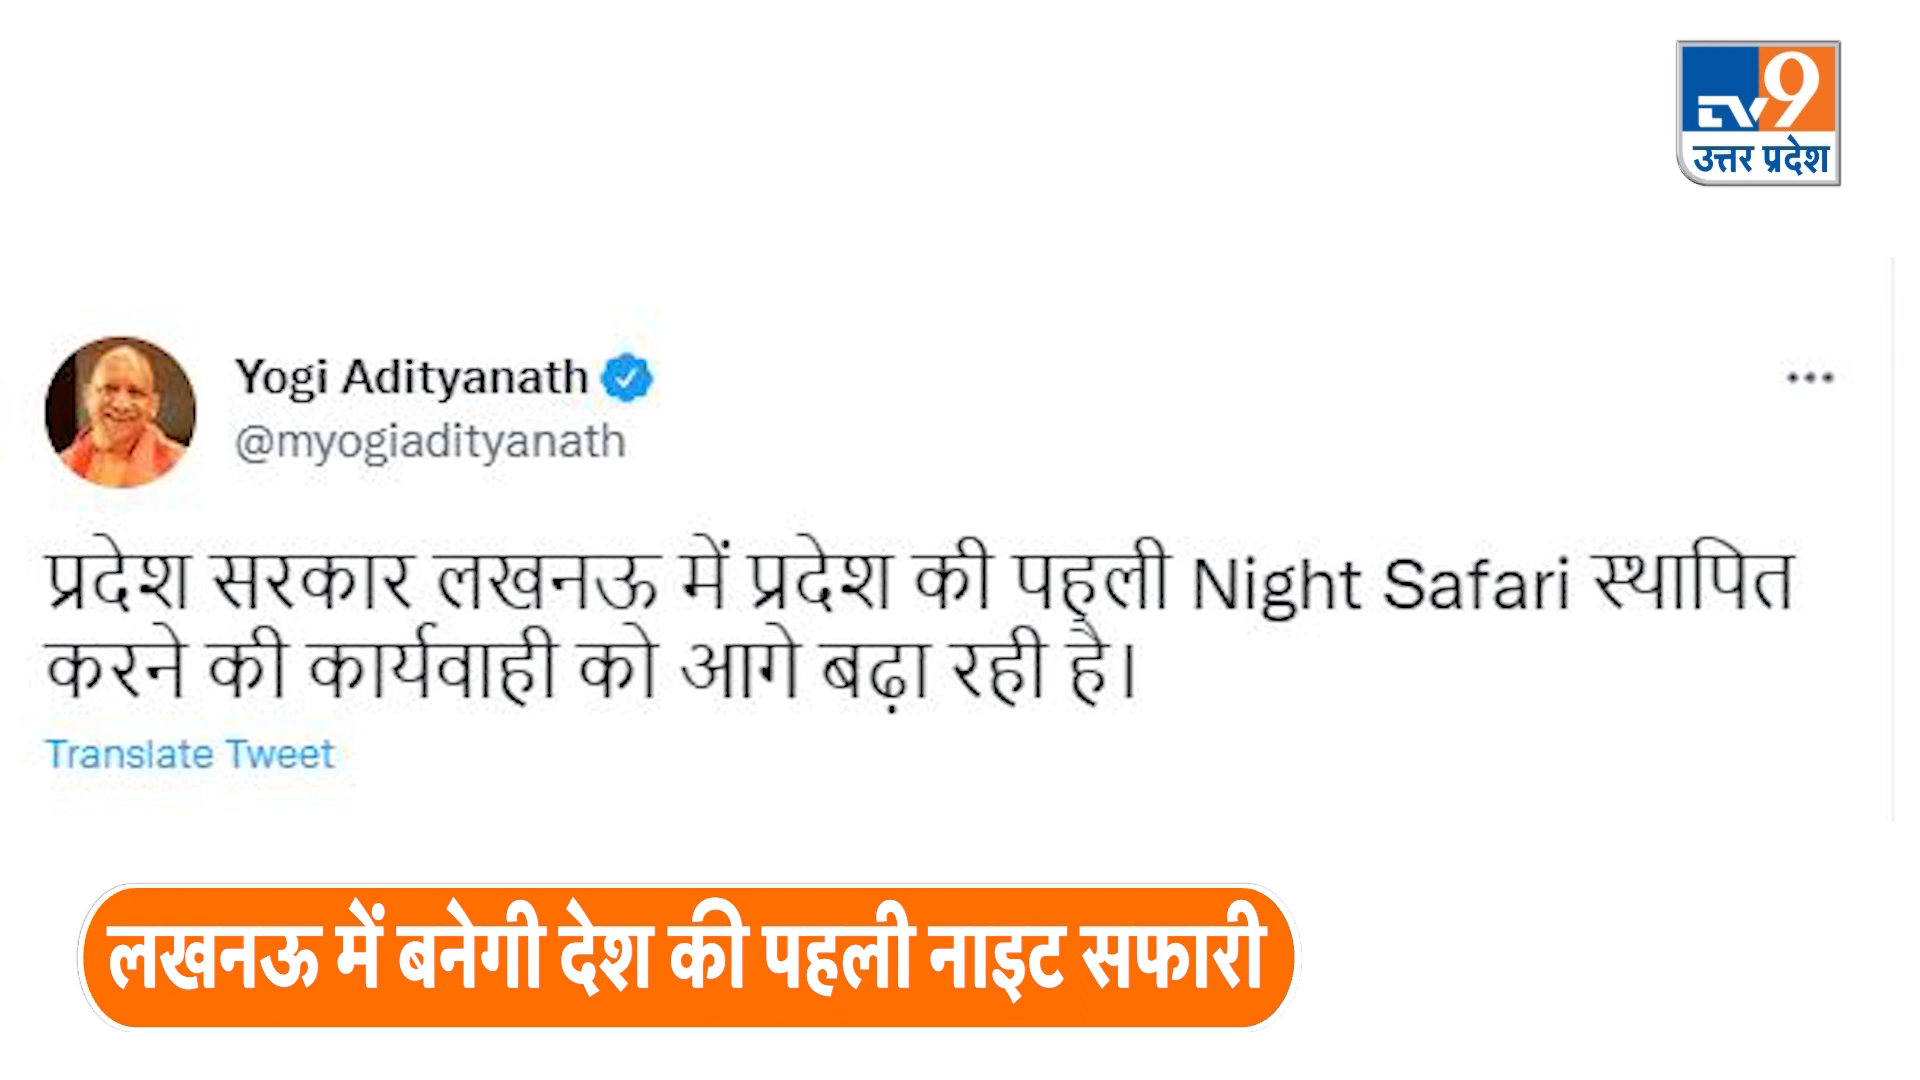 TV9
उत्तर प्रदेश
Yogi Adityanath
@myogiadityanath
प्रदेश सरकार लखनऊ में प्रदेश की पहली Night Safari स्थापित
करने की कार्यवाही को आगे बढ़ा रही है।
Translate Tweet
लखनऊ में बनेगी देश की पहली नाइट सफारी